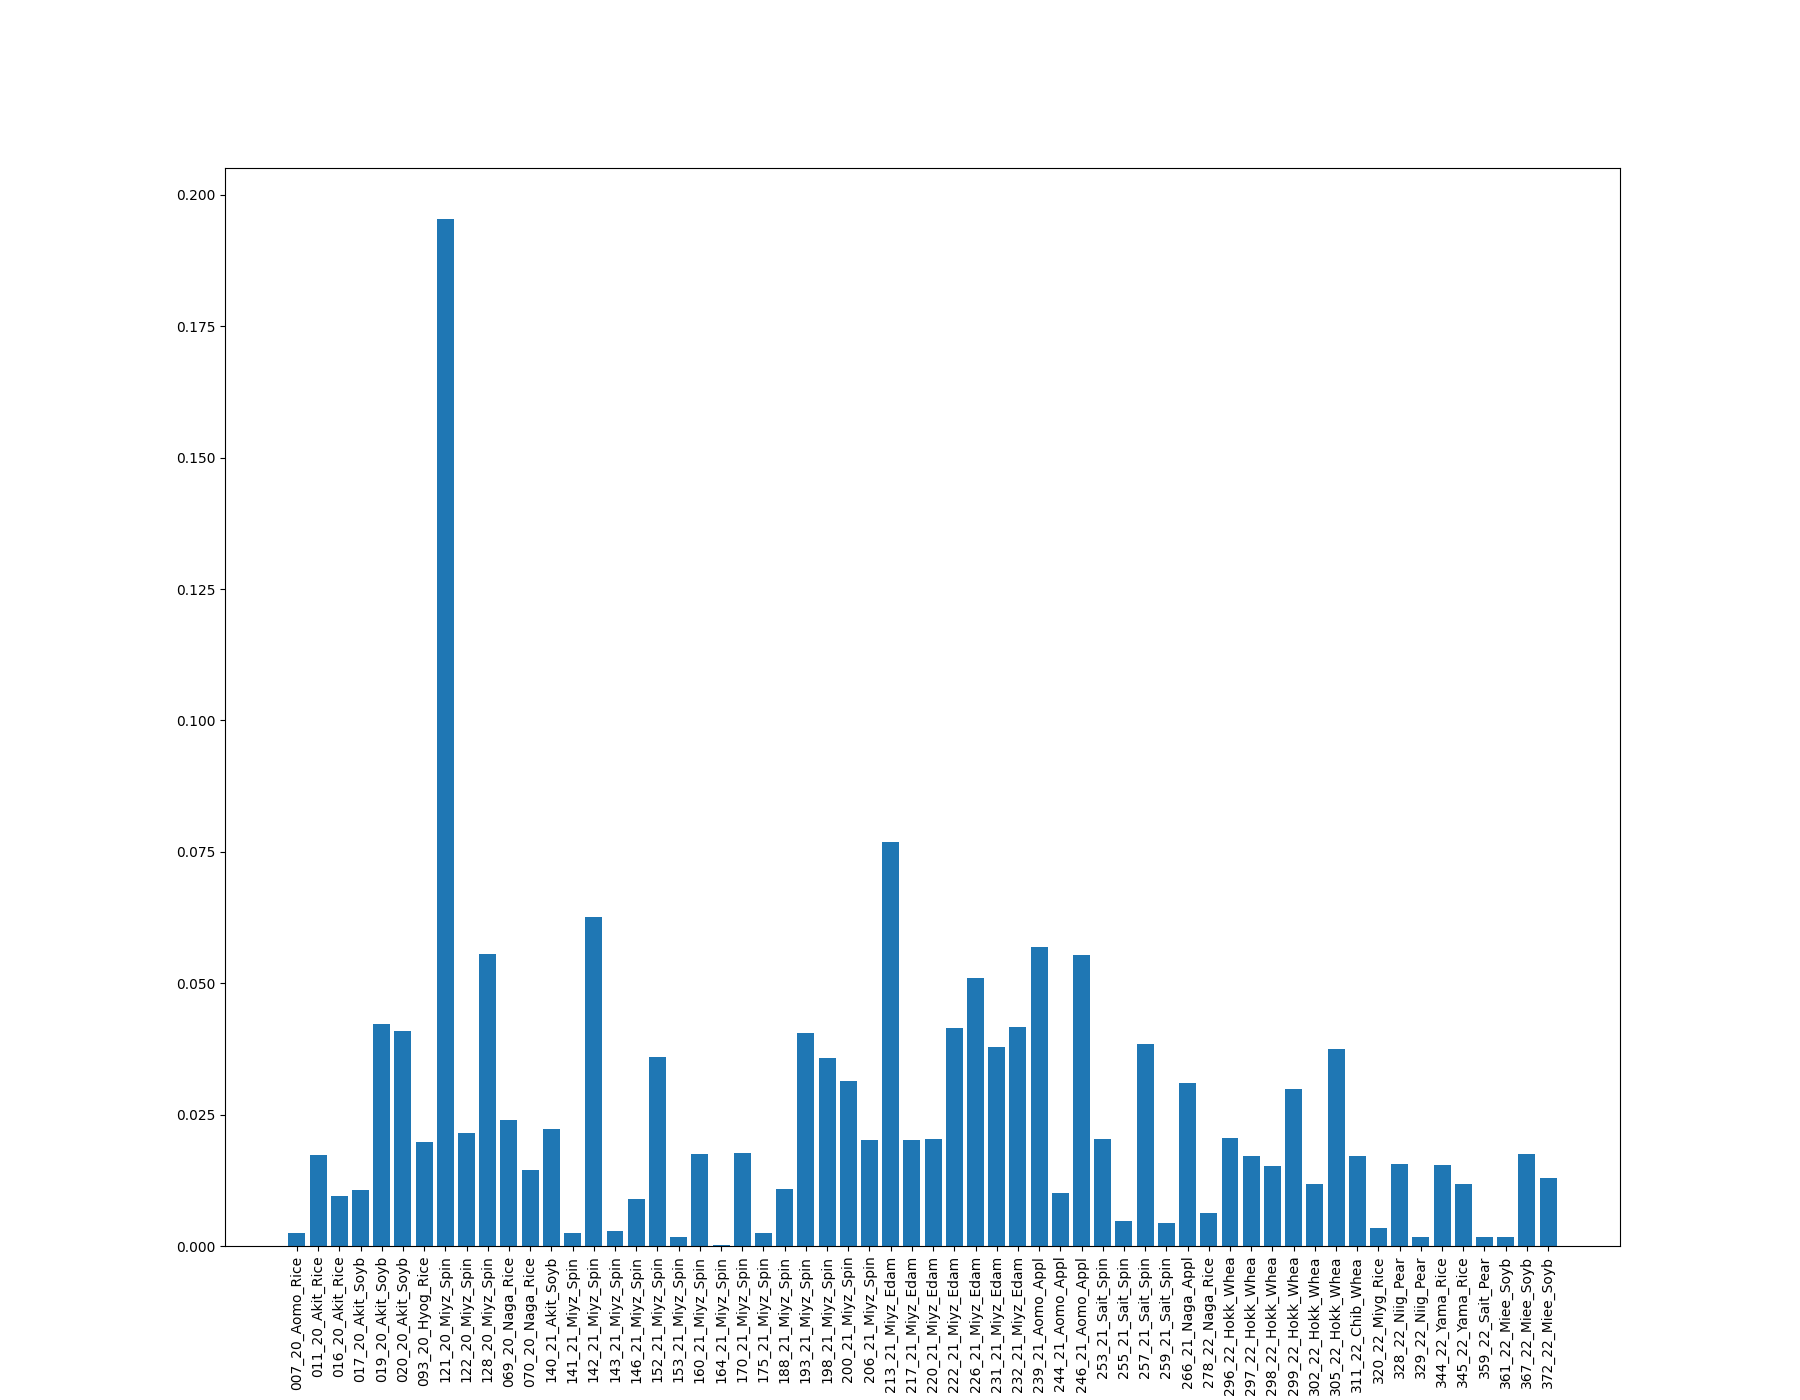 0.200
0.175
0.150
0.125
0.100
0.075
0.050
0.025
0.000
007_20_Aomo_Rice
011_20_Akit_Rice
016_20_Akit_Rice
017_20_Akit_Soyb
019_20_Akit_Soyb
020_20_Akit_Soyb
093_20_Hyog_Rice
121_20_Miyz_Spin
122_20_Miyz_Spin
128_20_Miyz_Spin
069_20_Naga_Rice
070_20_Naga_Rice
140_21_Akit_Soyb
141_21_Miyz_Spin
142_21_Miyz_Spin
143_21_Miyz_Spin
146_21_Miyz_Spin
152_21_Miyz_Spin
153_21_Miyz_Spin
160_21_Miyz_Spin
164_21_Miyz_Spin
170_21_Miyz_Spin
175_21_Miyz_Spin
188_21_Miyz_Spin
193_21_Miyz_Spin
198_21_Miyz_Spin
200_21_Miyz_Spin
206_21_Miyz_Spin
213_21_Miyz_Edam
217_21_Miyz_Edam
220_21_Miyz_Edam
222_21_Miyz_Edam
226_21_Miyz_Edam
231_21_Miyz_Edam
232_21_Miyz_Edam
239_21_Aomo_Appl
244_21_Aomo_Appl
246_21_Aomo_Appl
253_21_Sait_Spin
255_21_Sait_Spin
257_21_Sait_Spin
259_21_Sait_Spin
266_21_Naga_Appl
278_22_Naga_Rice
296_22_Hokk_Whea
297_22_Hokk_Whea
298_22_Hokk_Whea
299_22_Hokk_Whea
302_22_Hokk_Whea
305_22_Hokk_Whea
311_22_Chib_Whea
320_22_Miyg_Rice
328_22_Niig_Pear
329_22_Niig_Pear
344_22_Yama_Rice
345_22_Yama_Rice
359_22_Sait_Pear
361_22_Miee_Soyb
367_22_Miee_Soyb
372_22_Miee_Soyb